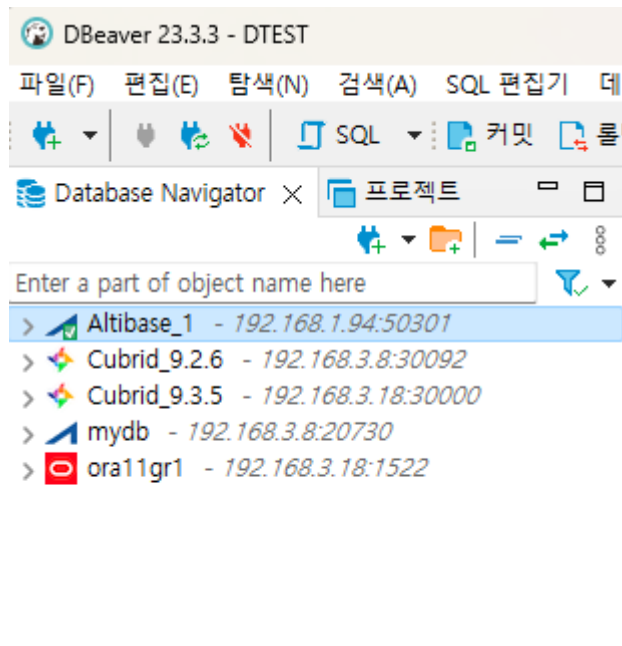 DBeaver 23.3.3 - DTEST
파일(F) 편집(E) 탐색(N) 검색(A) SQL 편집기 데
SQL 커밋 롤
Database Navigator 프로젝트
Enter a part of object name here
Altibase_1 - 192.168.1.94:50301
Cubrid_9.2.6 - 192.168.3.8:30092
Cubrid_9.3.5 - 192.168.3.18:30000
mydb - 192.168.3.8:20730
ora11gr1 - 192.168.3.18:1522